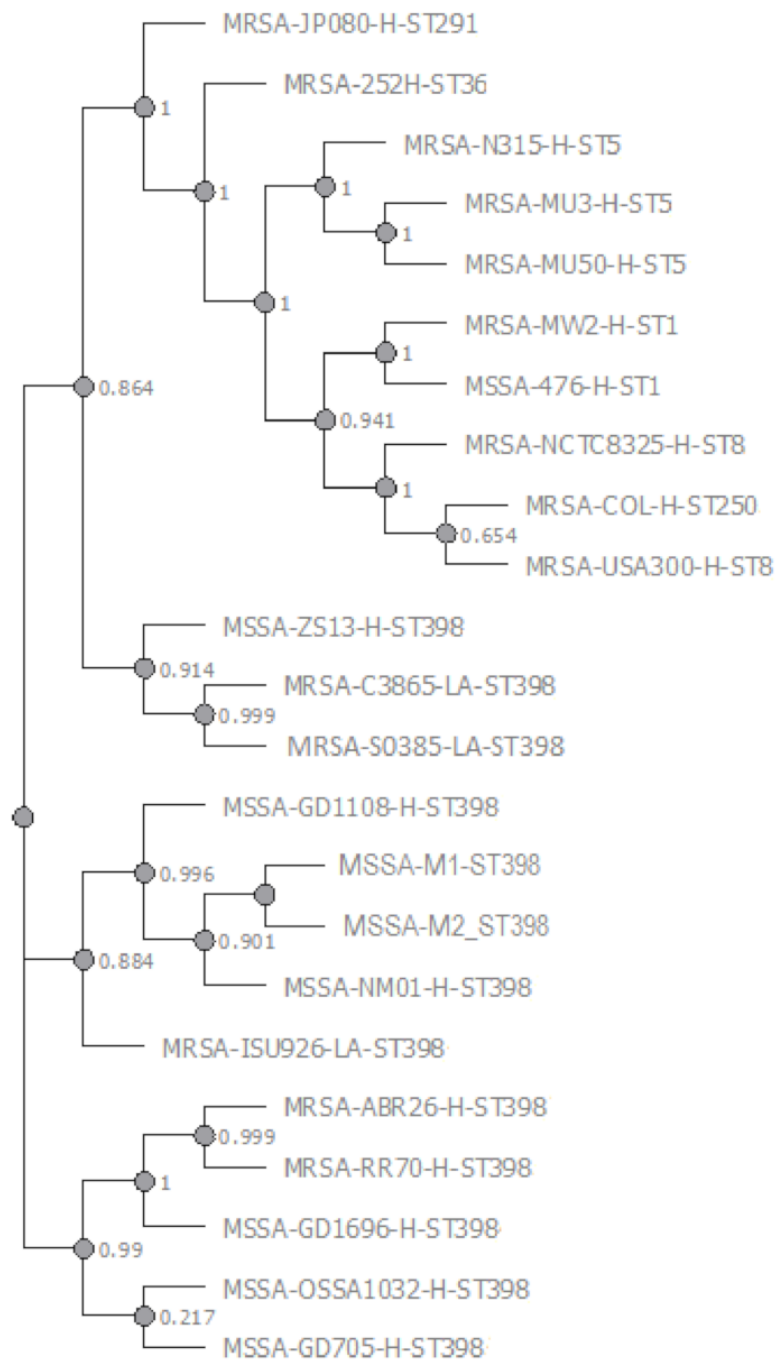 MRSA-JP080-H-ST291
MRSA-252H-ST36
1
MRSA-N315-H-ST5
1
1
MRSA-MU3-H-ST5
1
MRSA-MU50-H-ST5
1
MRSA-MW2-H-ST1
1
MSSA-476-H-ST1
0.864
0.941
MRSA-NCTC8325-H-ST8
1
MRSA-COL-H-ST250
0.654
MRSA-USA300-H-ST8
MSSA-ZS13-H-ST398
0.914
MRSA-C3865-LA-ST398
0.999
MRSA-S0385-LA-ST398
MSSA-GD1108-H-ST398
0.996
MSSA-M1-ST398
MSSA-M2_ST398
0.901
0.884
MSSA-NM01-H-ST398
MRSA-ISU926-LA-ST398
MRSA-ABR26-H-ST398
0.999
MRSA-RR70-H-ST398
1
MSSA-GD1696-H-ST398
0.99
MSSA-OSSA1032-H-ST398
0.217
MSSA-GD705-H-ST398